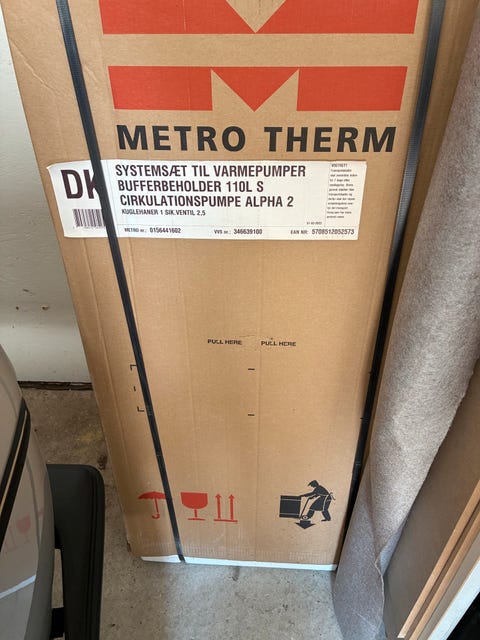 METRO THERM
DK
SYSTEMSÆT TIL VARMEPUMPER
BUFFERBEHOLDER 110L S
CIRKULATIONSPUMPE ALPHA 2
KUGLEHANER 1 SIK.VENTIL 2,5
METRO nr.: 0156441602 VVS nr.: 346639100 EAN NR: 5708512052573
PULL HERE PULL HERE